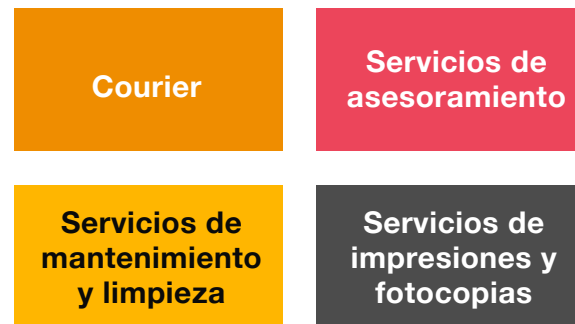 Courier
Servicios de
asesoramiento
Servicios de
mantenimiento
y limpieza
Servicios de
impresiones y
fotocopias